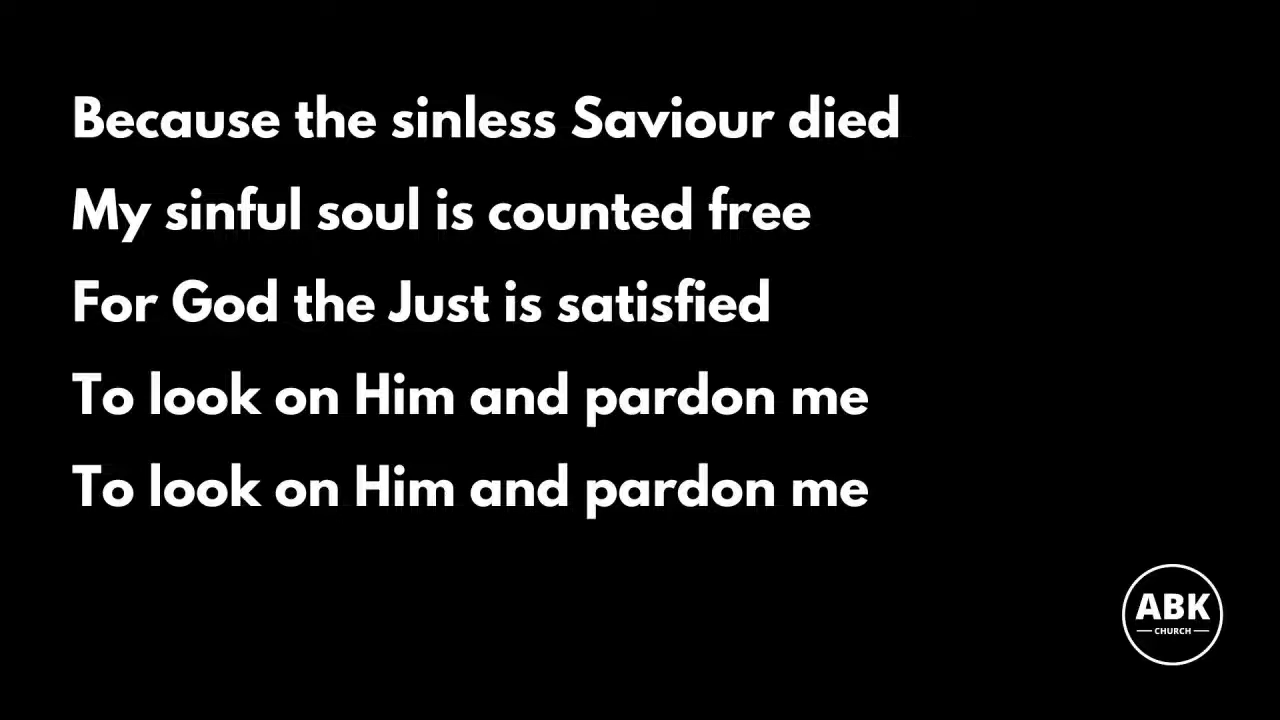 Because the sinless Saviour died
My sinful soul is counted free
For God the Just is satisfied
To look on Him and pardon me
To look on Him and pardon me
ABK
CHURCH